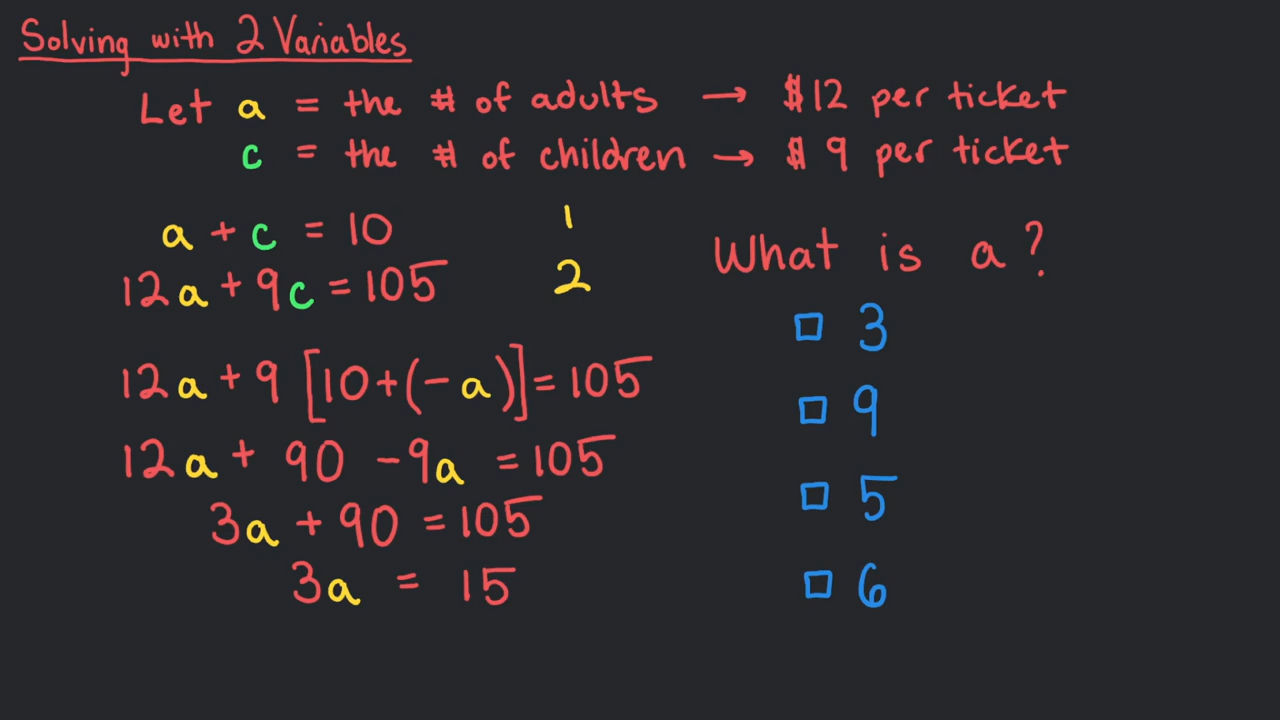 Solving with 2 Variables
Let a = the # of adults → $12 per ticket
c = the # of children → $ 9 per ticket
a + c = 10 1
12a + 9c = 105 2
What is a?
12a + 9 [10+(-a)] = 105
12a + 90 - 9a = 105
3a + 90 = 105
3a = 15
□ 3
□ 9
□ 5
□ 6